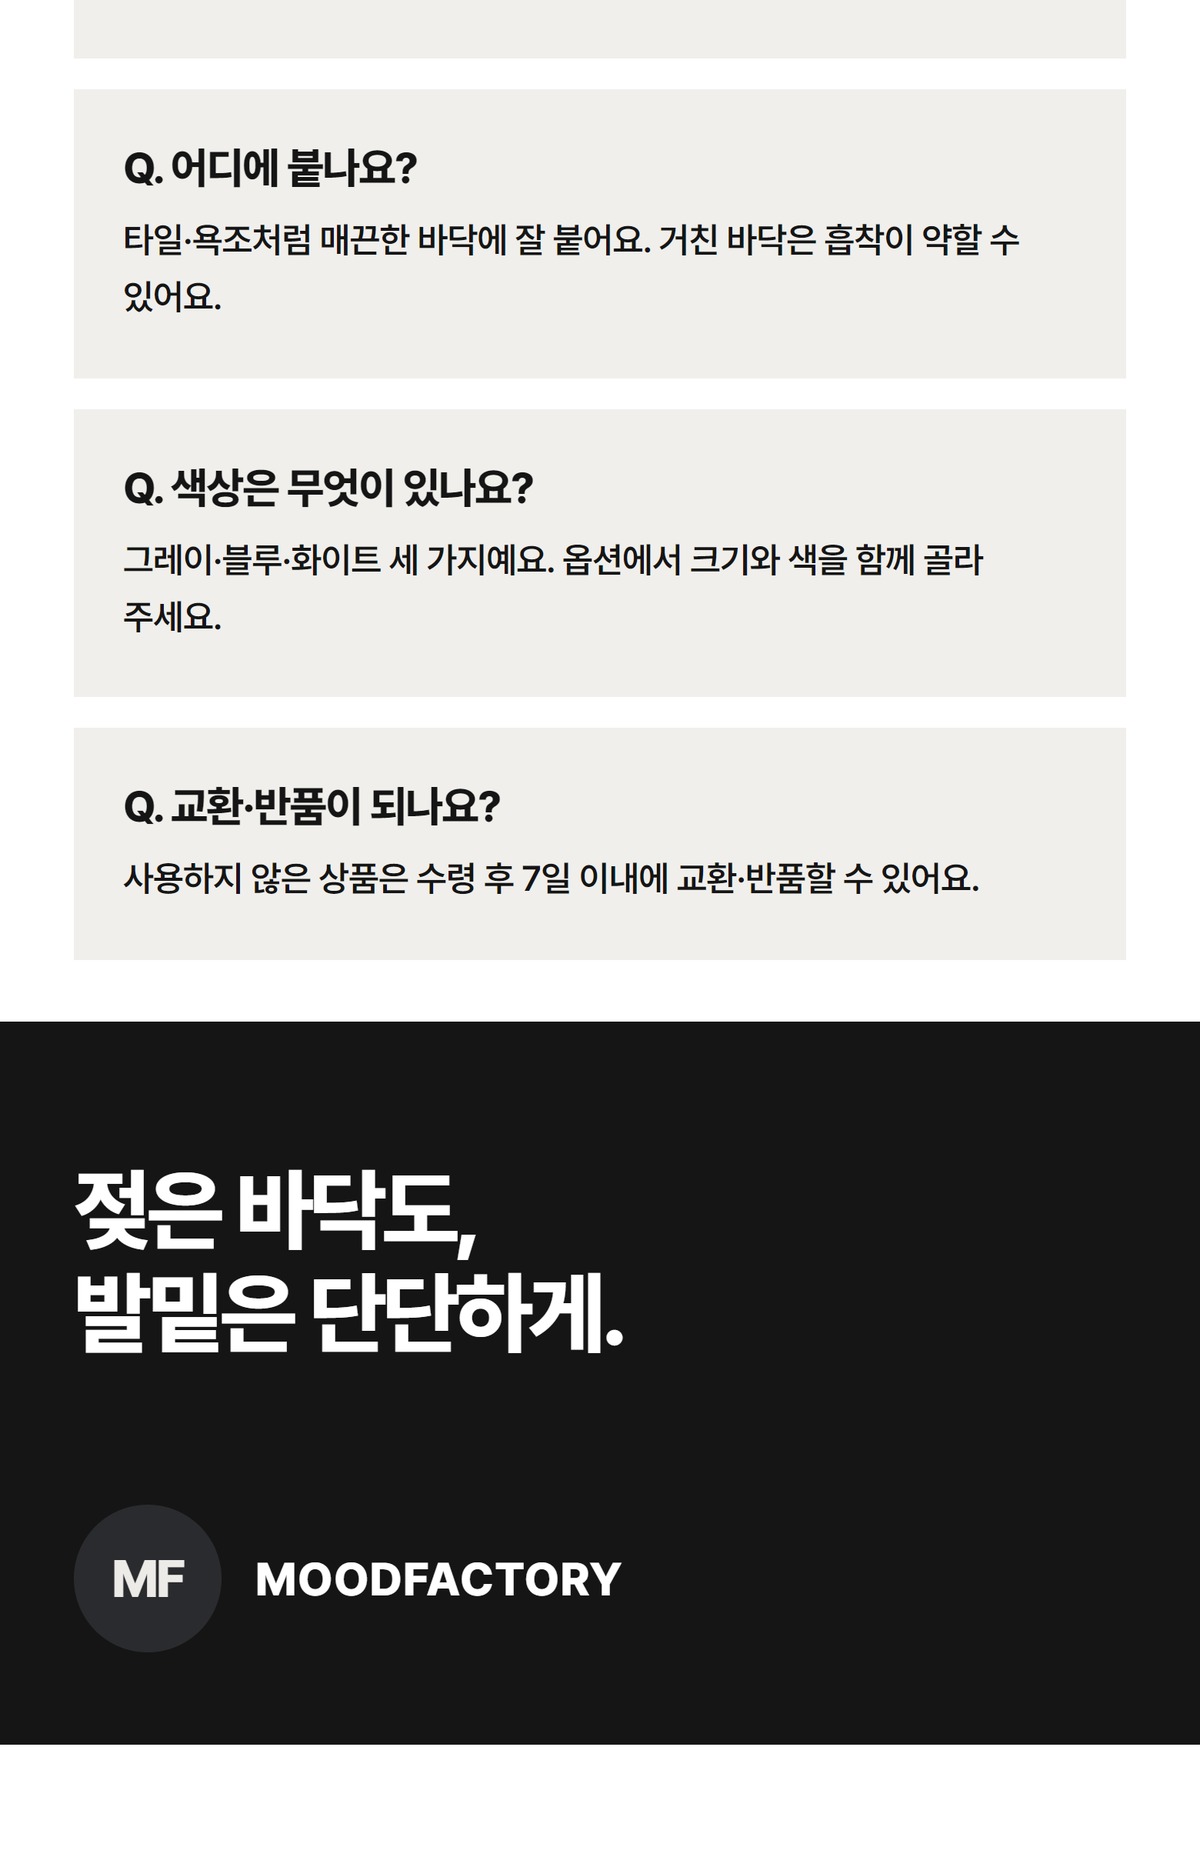 Q. 어디에 붙나요?
타일·욕조처럼 매끈한 바닥에 잘 붙어요. 거친 바닥은 흡착이 약할 수
있어요.
Q. 색상은 무엇이 있나요?
그레이·블루·화이트 세 가지예요. 옵션에서 크기와 색을 함께 골라
주세요.
Q. 교환·반품이 되나요?
사용하지 않은 상품은 수령 후 7일 이내에 교환·반품할 수 있어요.
젖은 바닥도,
발밑은 단단하게.
MF MOODFACTORY